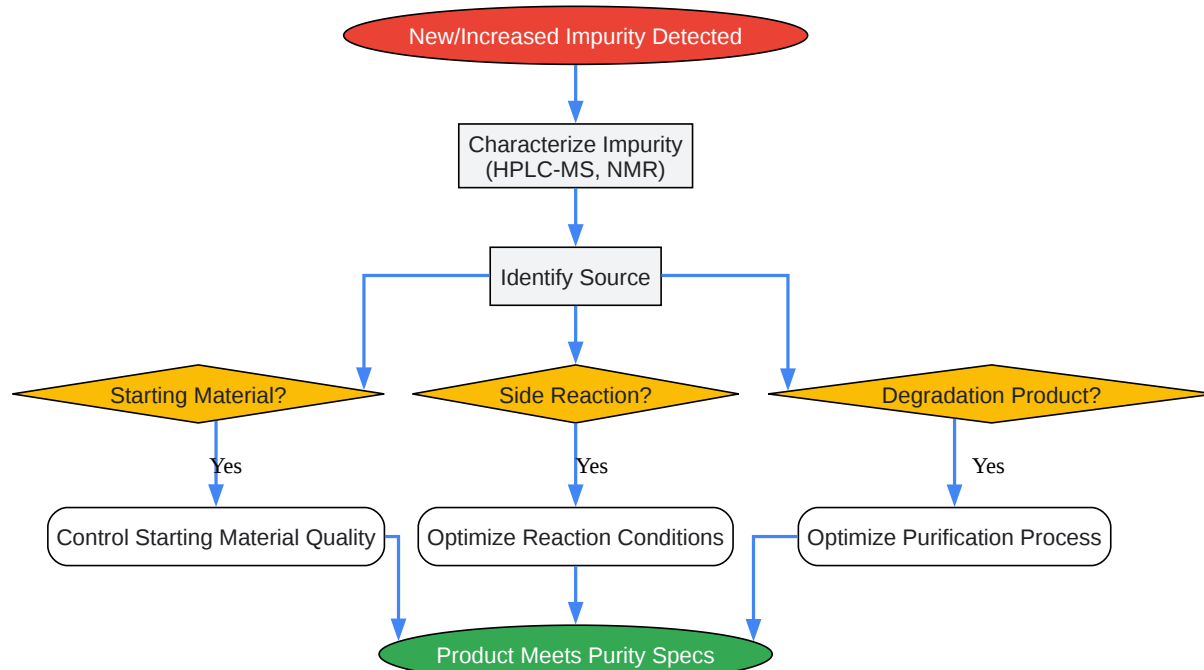 New/Increased Impurity Detected
Characterize Impurity
(HPLC-MS, NMR)
Identify Source
Starting Material?
Side Reaction?
Degradation Product?
Yes
Yes
Yes
Control Starting Material Quality
Optimize Reaction Conditions
Optimize Purification Process
Product Meets Purity Specs